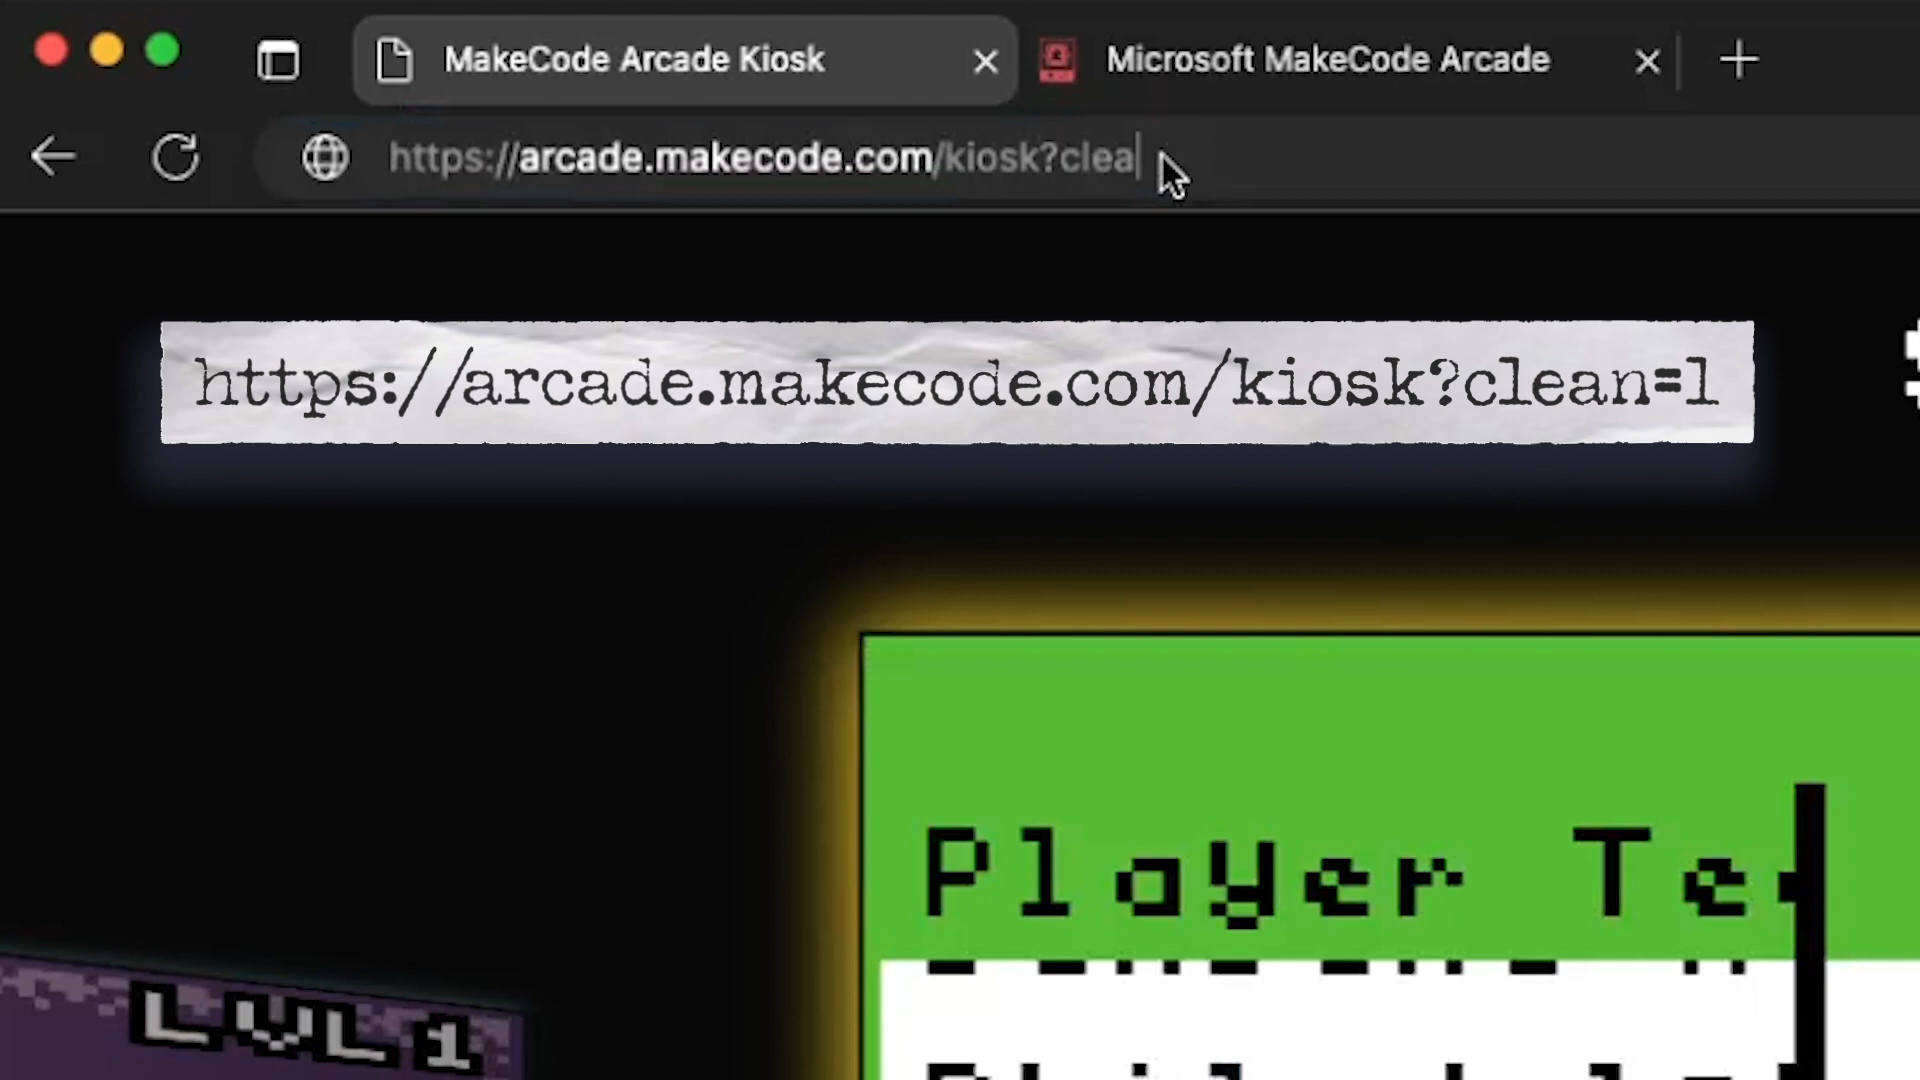 MakeCode Arcade Kiosk
Microsoft MakeCode Arcade
https://arcade.makecode.com/kiosk?clea
https://arcade.makecode.com/kiosk?clean=1
Player
LVL 1